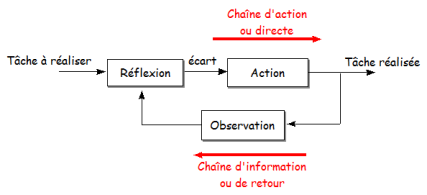 Chaîne d'action
ou directe
Tâche à réaliser
Réflexion
écart
Action
Tâche réalisée
Observation
Chaîne d'information
ou de retour